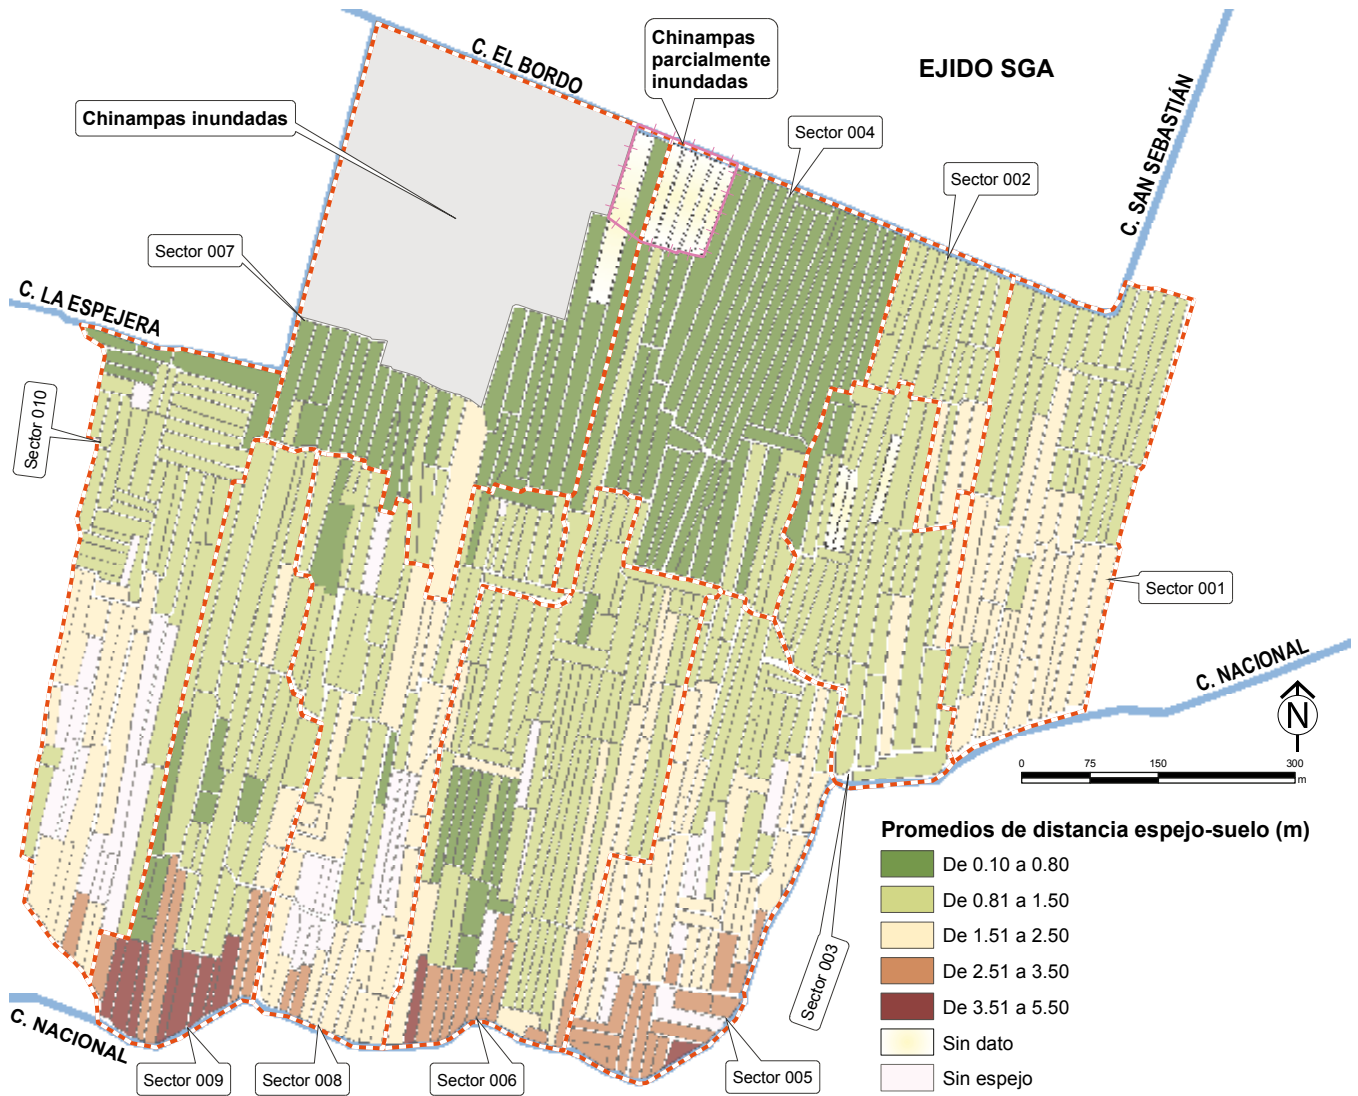 C. EL BORDO
Chinampas
parcialmente
inundadas
EJIDO SGA
C. SAN SEBASTIÁN
Chinampas inundadas
Sector 004
Sector 002
Sector 007
C. LA ESPEJERA
Sector 010
Sector 001
C. NACIONAL
N
0 75 150 300
m
Promedios de distancia espejo-suelo (m)
De 0.10 a 0.80
De 0.81 a 1.50
De 1.51 a 2.50
De 2.51 a 3.50
De 3.51 a 5.50
Sin dato
Sin espejo
Sector 003
C. NACIONAL
Sector 009
Sector 008
Sector 006
Sector 005